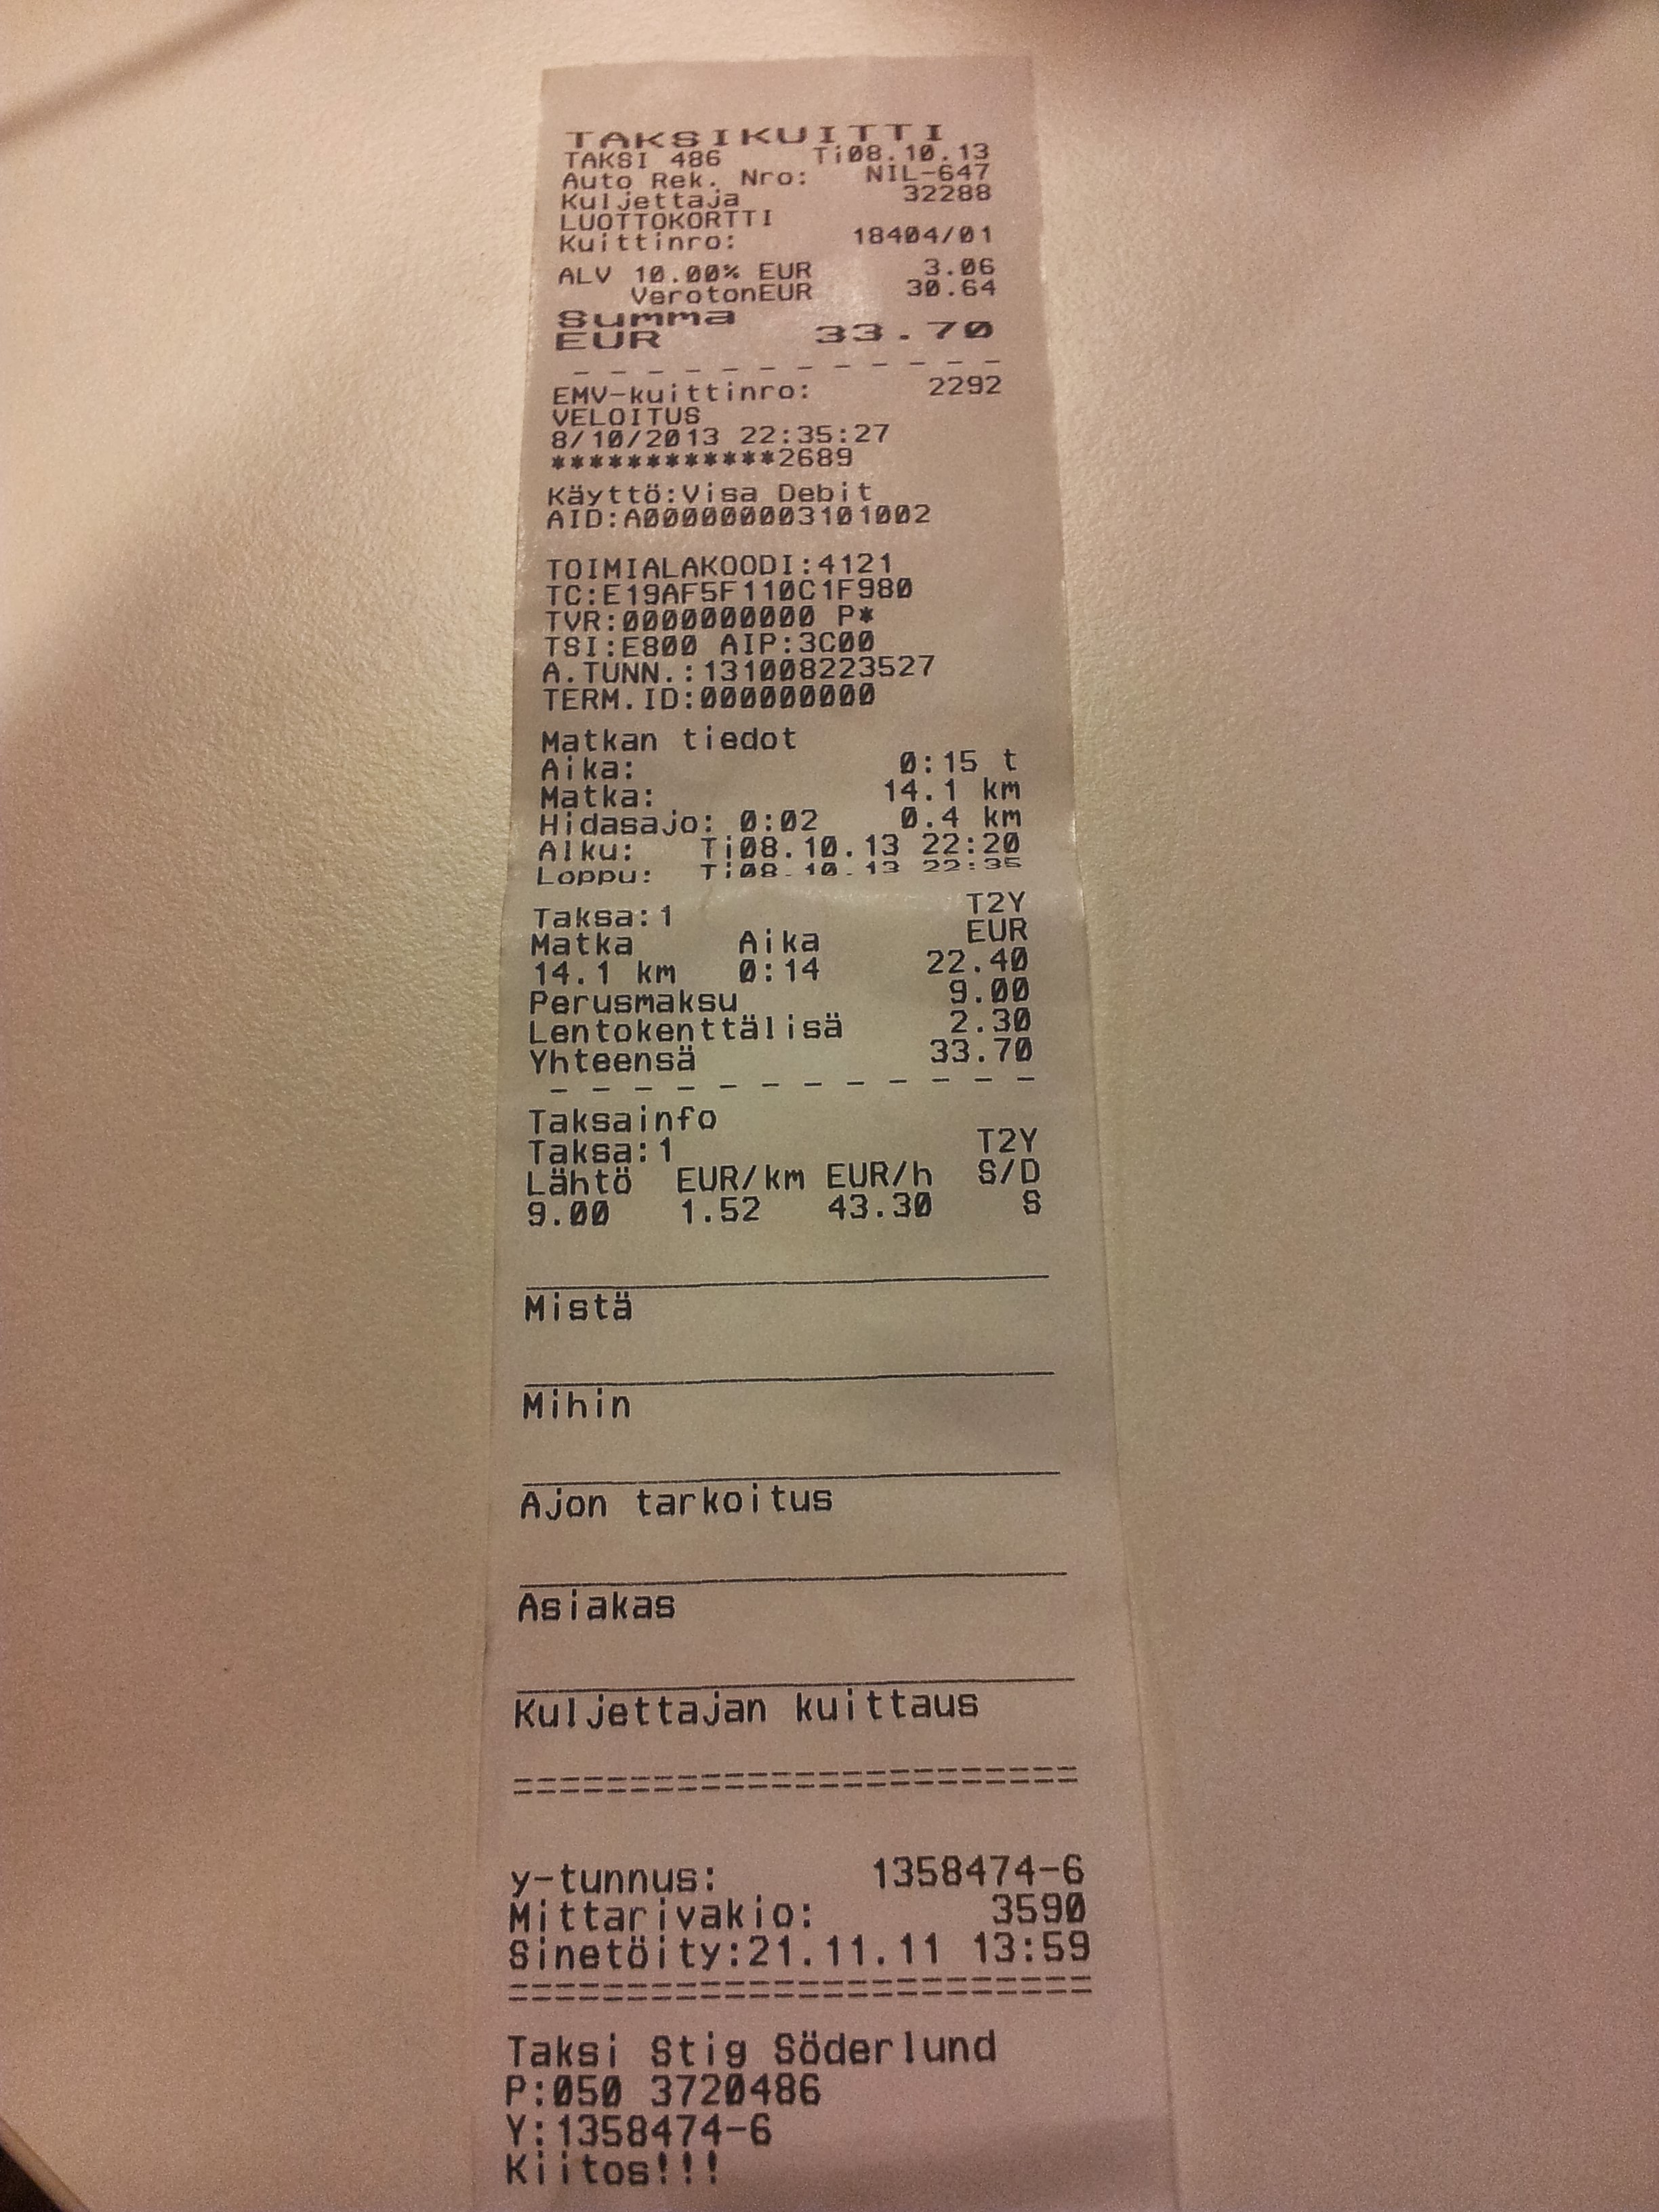 TAKSIKUITTI
TAKSI 486 Ti08.10.13
Auto Rek. Nro: NIL-647
Kuljettaja 32288
LUOTTOKORTTI
Kuittinro: 18404/01
ALV 10.00% EUR 3.06
VerotonEUR 30.64
Summa
EUR 33.70
- - - - - - - - - - -
EMV-kuittinro: 2292
VELOITUS
8/10/2013 22:35:27
************2689
Käyttö:Visa Debit
AID:A000000003101002
TOIMIALAKOODI:4121
TC:E19AF5F110C1F980
TVR:0000000000 P*
TSI:E800 AIP:3C00
A.TUNN.:131008223527
TERM.ID:000000000
Matkan tiedot
Aika: 0:15 t
Matka: 14.1 km
Hidasajo: 0:02 0.4 km
Alku: Ti08.10.13 22:20
Loppu: Ti08.10.13 22:35
Taksa:1 T2Y
Matka Aika EUR
14.1 km 0:14 22.40
Perusmaksu 9.00
Lentokenttälisä 2.30
Yhteensä 33.70
- - - - - - - - - - - -
Taksainfo
Taksa:1 T2Y
Lähtö EUR/km EUR/h S/D
9.00 1.52 43.30 S
Mistä
Mihin
Ajon tarkoitus
Asiakas
Kuljettajan kuittaus
========================
y-tunnus: 1358474-6
Mittarivakio: 3590
Sinetöity:21.11.11 13:59
========================
Taksi Stig Söderlund
P:050 3720486
Y:1358474-6
Kiitos!!!